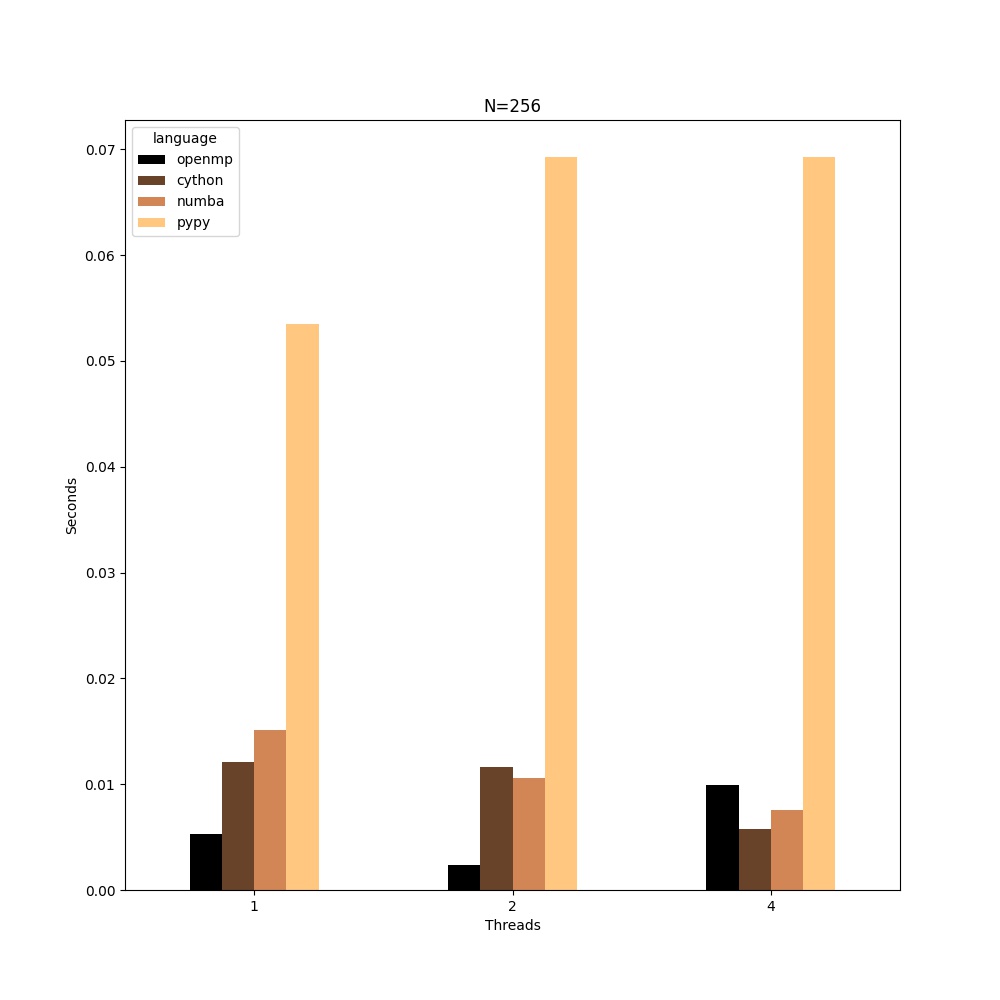 N=256
language
openmp
cython
numba
pypy
0.07
0.06
0.05
0.04
0.03
0.02
0.01
0.00
Seconds
1 2 4
Threads